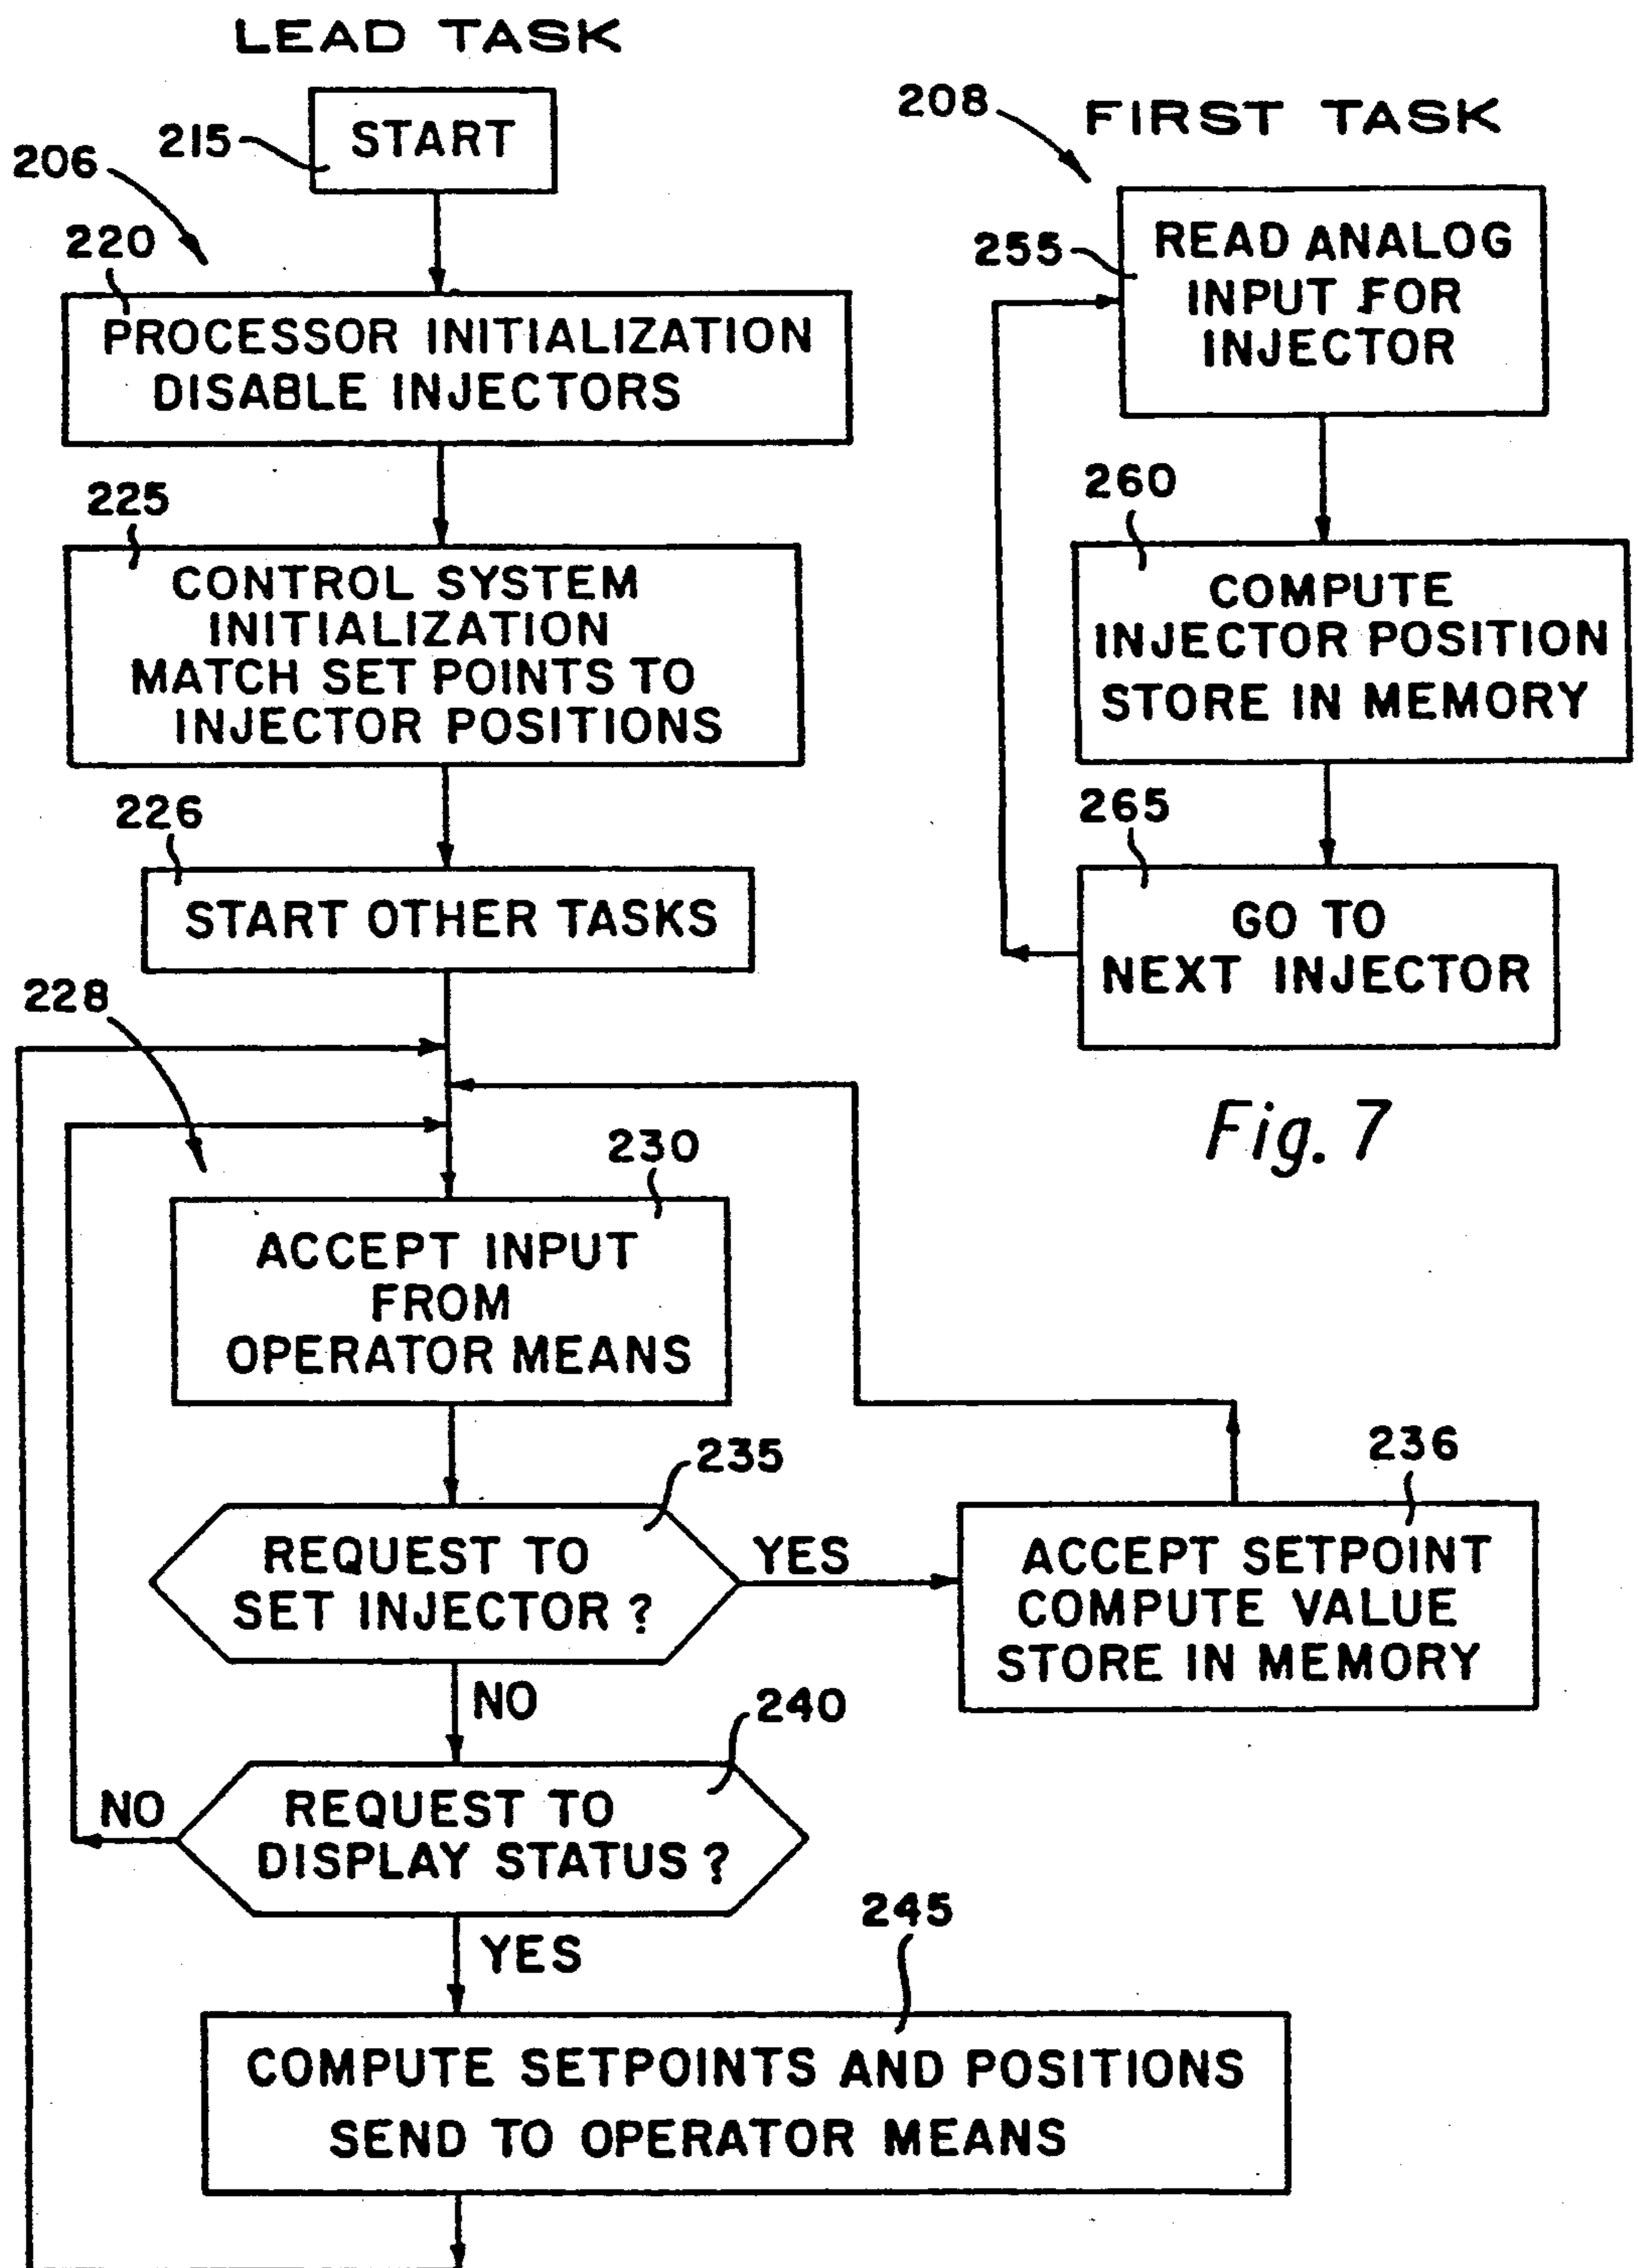 LEAD TASK
START
215
206
220
PROCESSOR INITIALIZATION
DISABLE INJECTORS
225
CONTROL SYSTEM
INITIALIZATION
MATCH SET POINTS TO
INJECTOR POSITIONS
226
START OTHER TASKS
228
230
ACCEPT INPUT
FROM
OPERATOR MEANS
235
REQUEST TO
SET INJECTOR ?
YES
236
ACCEPT SETPOINT
COMPUTE VALUE
STORE IN MEMORY
NO
240
REQUEST TO
DISPLAY STATUS ?
NO
YES
245
COMPUTE SETPOINTS AND POSITIONS
SEND TO OPERATOR MEANS
208
FIRST TASK
255
READ ANALOG
INPUT FOR
INJECTOR
260
COMPUTE
INJECTOR POSITION
STORE IN MEMORY
265
GO TO
NEXT INJECTOR
Fig. 7